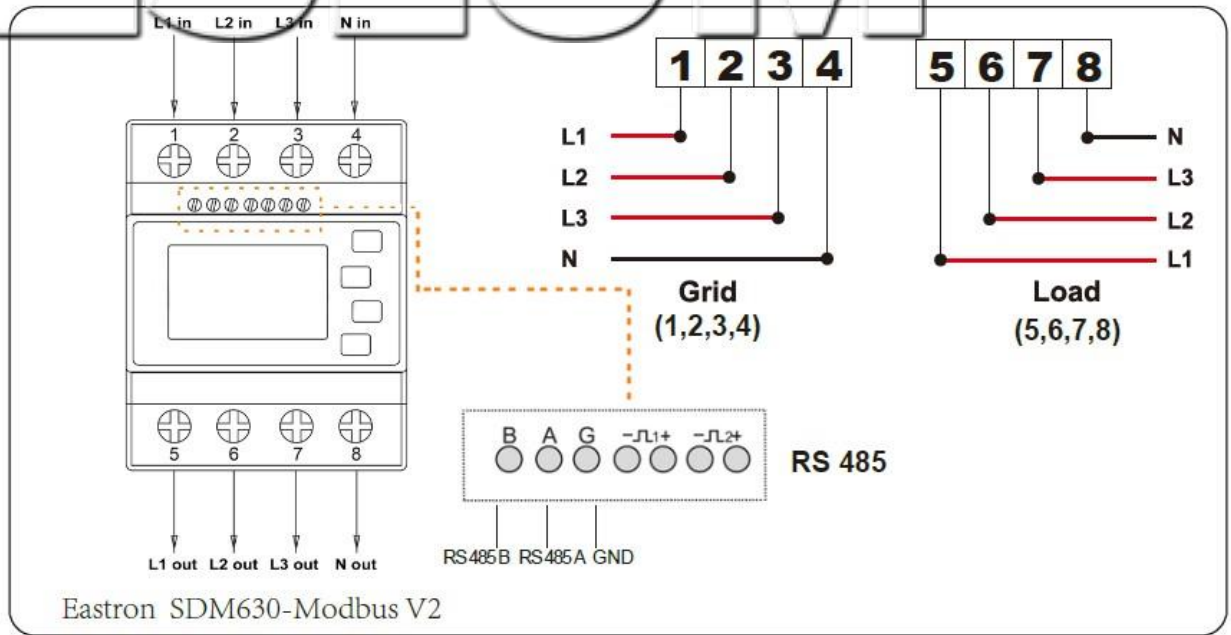 L1 in L2 in L3 in N in
1 2 3 4
5 6 7 8
L1 out L2 out L3 out N out
1 2 3 4
L1
L2
L3
N
Grid
(1,2,3,4)
5 6 7 8
N
L3
L2
L1
Load
(5,6,7,8)
B A G - 1+ - 2+
RS 485
RS485B RS485A GND
Eastron SDM630-Modbus V2